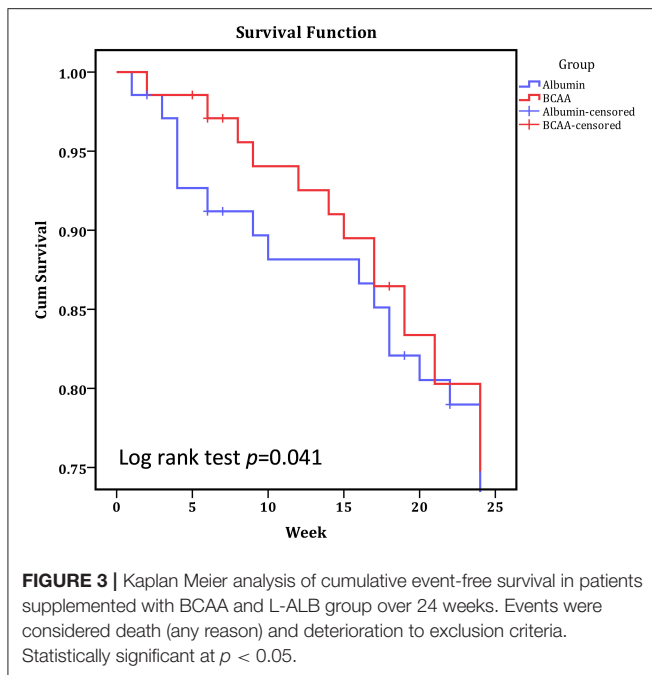 Survival Function
Group
Albumin
BCAA
Albumin-censored
BCAA-censored
1.00
0.95
0.90
0.85
0.80
0.75
Cum Survival
Log rank test p=0.041
0 5 10 15 20 25
Week
FIGURE 3 | Kaplan Meier analysis of cumulative event-free survival in patients
supplemented with BCAA and L-ALB group over 24 weeks. Events were
considered death (any reason) and deterioration to exclusion criteria.
Statistically significant at p < 0.05.